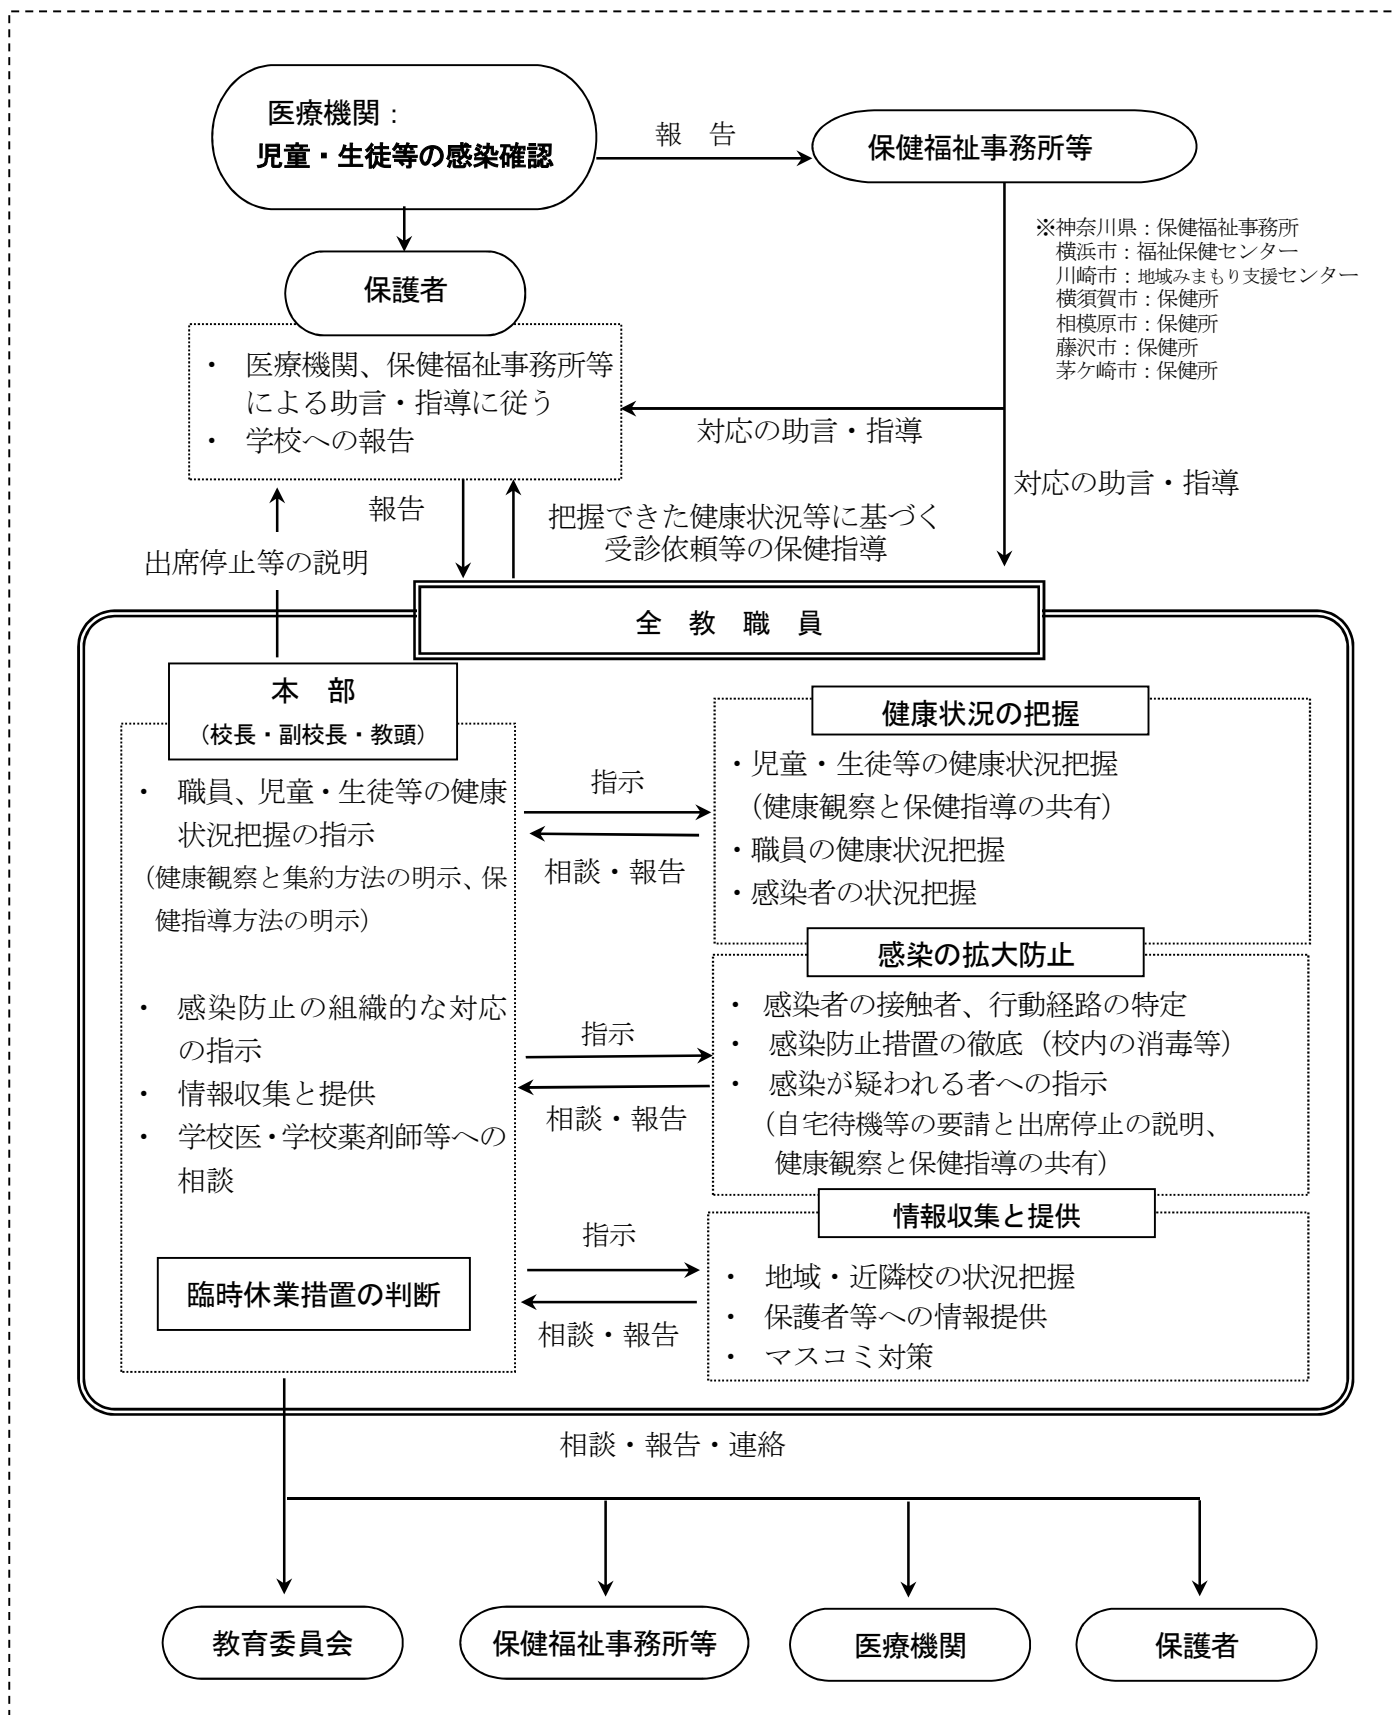 医療機関：
児童・生徒等の感染確認
報　告
保健福祉事務所等
※神奈川県：保健福祉事務所
横浜市：福祉保健センター
川崎市：地域みまもり支援センター
横須賀市：保健所
相模原市：保健所
藤沢市：保健所
茅ケ崎市：保健所
保護者
・　医療機関、保健福祉事務所等
による助言・指導に従う
・　学校への報告
対応の助言・指導
対応の助言・指導
報告
把握できた健康状況等に基づく
受診依頼等の保健指導
出席停止等の説明
全　教　職　員
本　部
（校長・副校長・教頭）
・　職員、児童・生徒等の健康
状況把握の指示
（健康観察と集約方法の明示、保
健指導方法の明示）
・　感染防止の組織的な対応
の指示
・　情報収集と提供
・　学校医・学校薬剤師等への
相談
臨時休業措置の判断
指示
相談・報告
健康状況の把握
・児童・生徒等の健康状況把握
（健康観察と保健指導の共有）
・職員の健康状況把握
・感染者の状況把握
指示
相談・報告
感染の拡大防止
・　感染者の接触者、行動経路の特定
・　感染防止措置の徹底（校内の消毒等）
・　感染が疑われる者への指示
（自宅待機等の要請と出席停止の説明、
健康観察と保健指導の共有）
指示
相談・報告
情報収集と提供
・　地域・近隣校の状況把握
・　保護者等への情報提供
・　マスコミ対策
相談・報告・連絡
教育委員会
保健福祉事務所等
医療機関
保護者